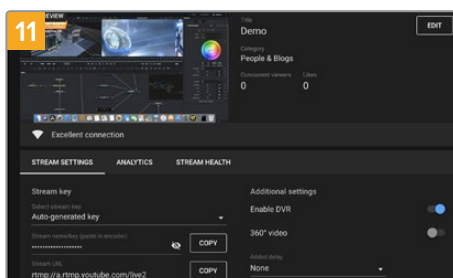 11
PREVIEW
Title
Demo
EDIT
Category
People & Blogs
Concurrent viewers Likes
0 0
Excellent connection
STREAM SETTINGS ANALYTICS STREAM HEALTH
Stream key
Additional settings
Select stream key
Auto-generated key
Enable DVR
Stream name/key (paste in encoder)
COPY
360° video
Stream URL
rtmp://a.rtmp.youtube.com/live2
COPY
Added delay
None